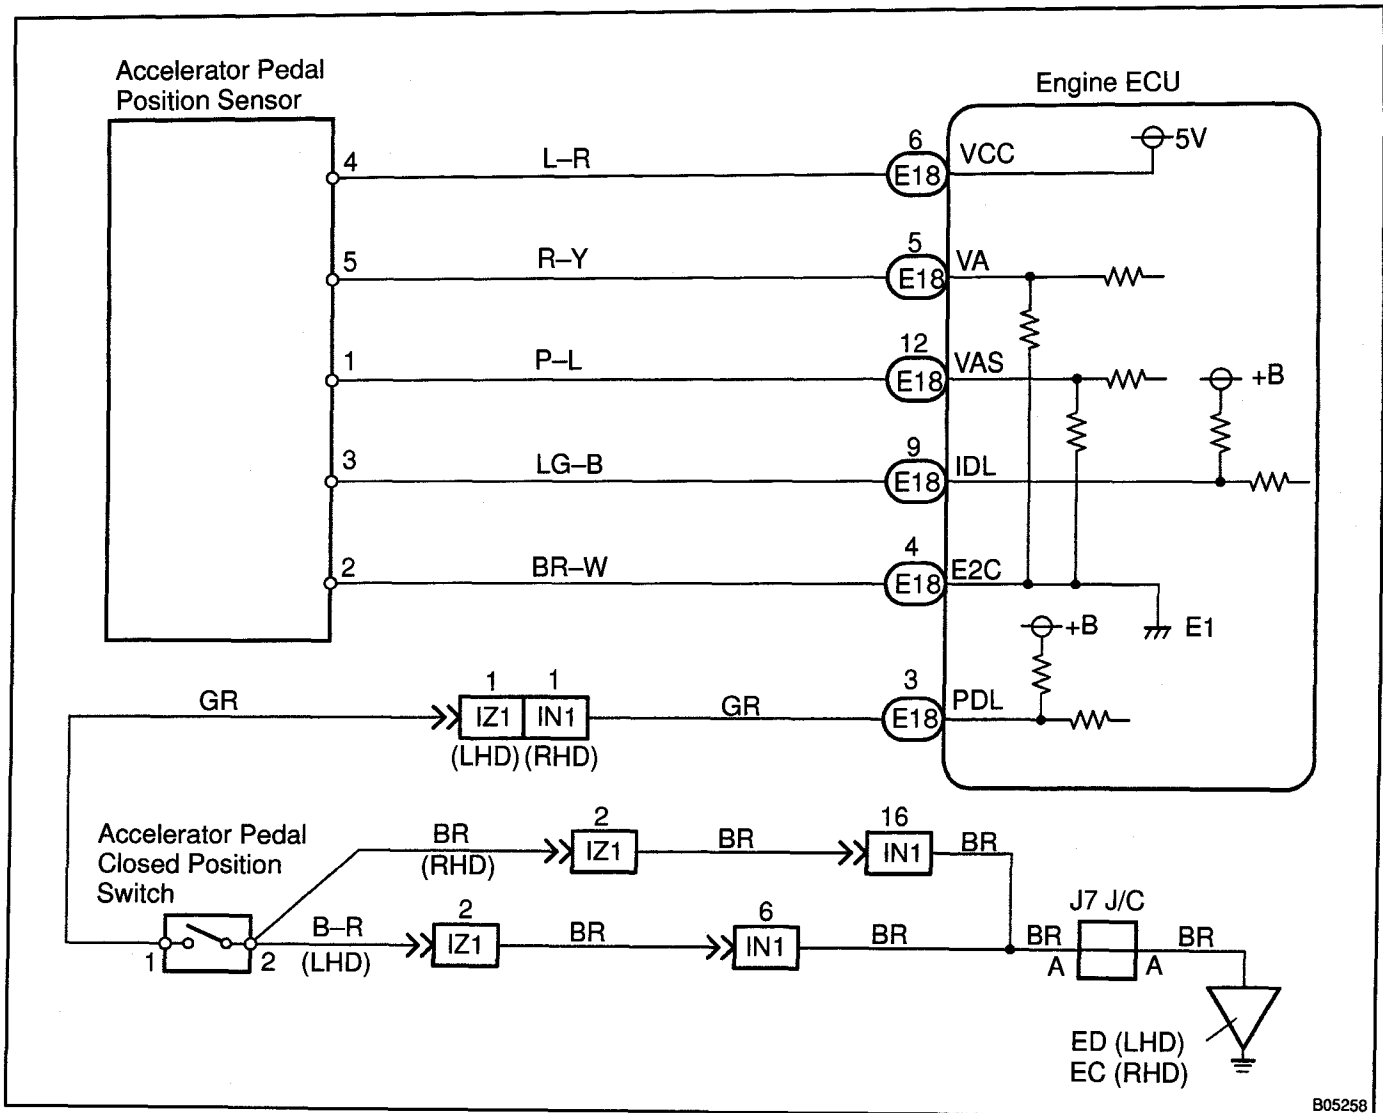 Accelerator Pedal
Position Sensor
Engine ECU
4
L–R
6
E18
VCC
5V
5
R–Y
5
E18
VA
1
P–L
12
E18
VAS
+B
3
LG–B
9
E18
IDL
2
BR–W
4
E18
E2C
E1
+B
GR
1 1
IZ1 IN1
(LHD) (RHD)
GR
3
E18
PDL
Accelerator Pedal
Closed Position
Switch
BR
(RHD)
2
IZ1
BR
16
IN1
BR
1
2
B–R
(LHD)
2
IZ1
BR
6
IN1
BR
BR
A
J7 J/C
A
BR
ED (LHD)
EC (RHD)
B05258